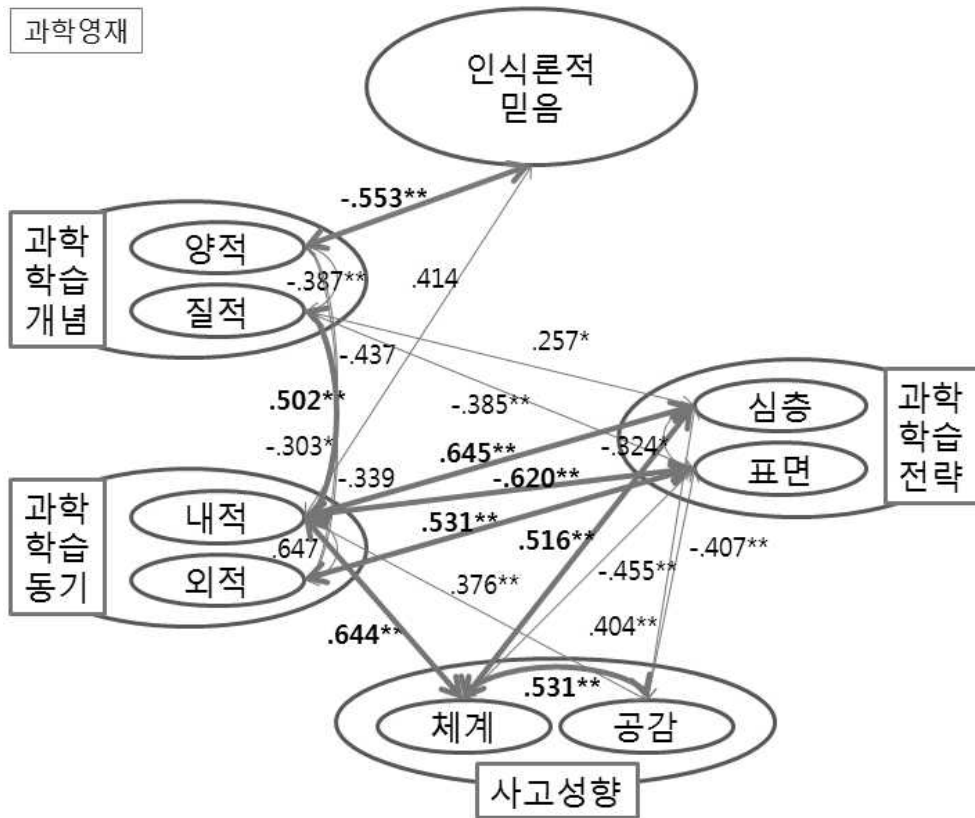 과학영재
인식론적
믿음
-.553**
과학
학습
개념
양적
질적
-.387**
.414
-.437
.257*
.502**
-.385**
심층
표면
과학
학습
전략
-.303*
.645**
-.324*
-.339
-.620**
과학
학습
동기
내적
외적
.647
.531**
.516**
-.407**
.376**
-.455**
.644**
.404**
.531**
체계
공감
사고성향